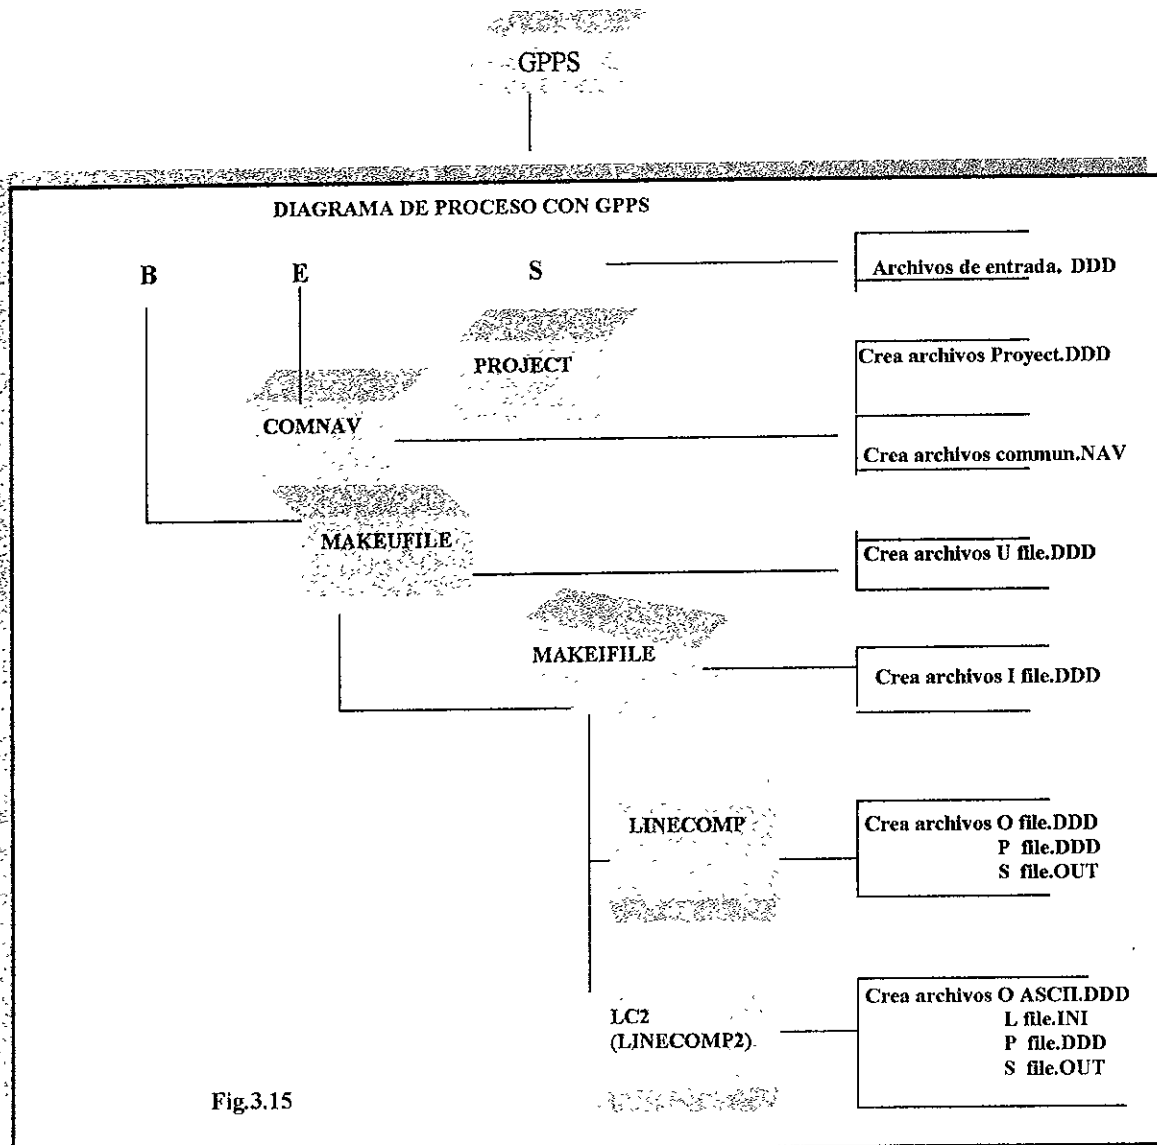 GPPS
DIAGRAMA DE PROCESO CON GPPS
B E S
Archivos de entrada. DDD
PROJECT
Crea archivos Proyect.DDD
COMNAV
Crea archivos commun.NAV
MAKEUFILE
Crea archivos U file.DDD
MAKEIFILE
Crea archivos I file.DDD
LINECOMP
Crea archivos O file.DDD
P file.DDD
S file.OUT
LC2
(LINECOMP2)
Crea archivos O ASCII.DDD
L file.INI
P file.DDD
S file.OUT
Fig.3.15